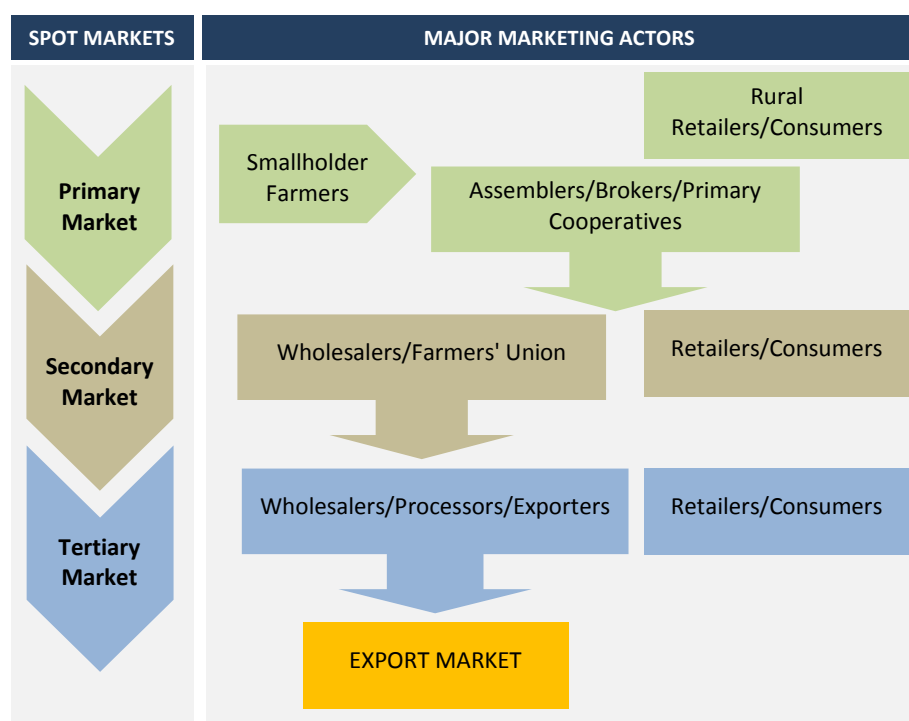 SPOT MARKETS
MAJOR MARKETING ACTORS
Primary
Market
Smallholder
Farmers
Rural
Retailers/Consumers
Assemblers/Brokers/Primary
Cooperatives
Secondary
Market
Wholesalers/Farmers' Union
Retailers/Consumers
Tertiary
Market
Wholesalers/Processors/Exporters
Retailers/Consumers
EXPORT MARKET